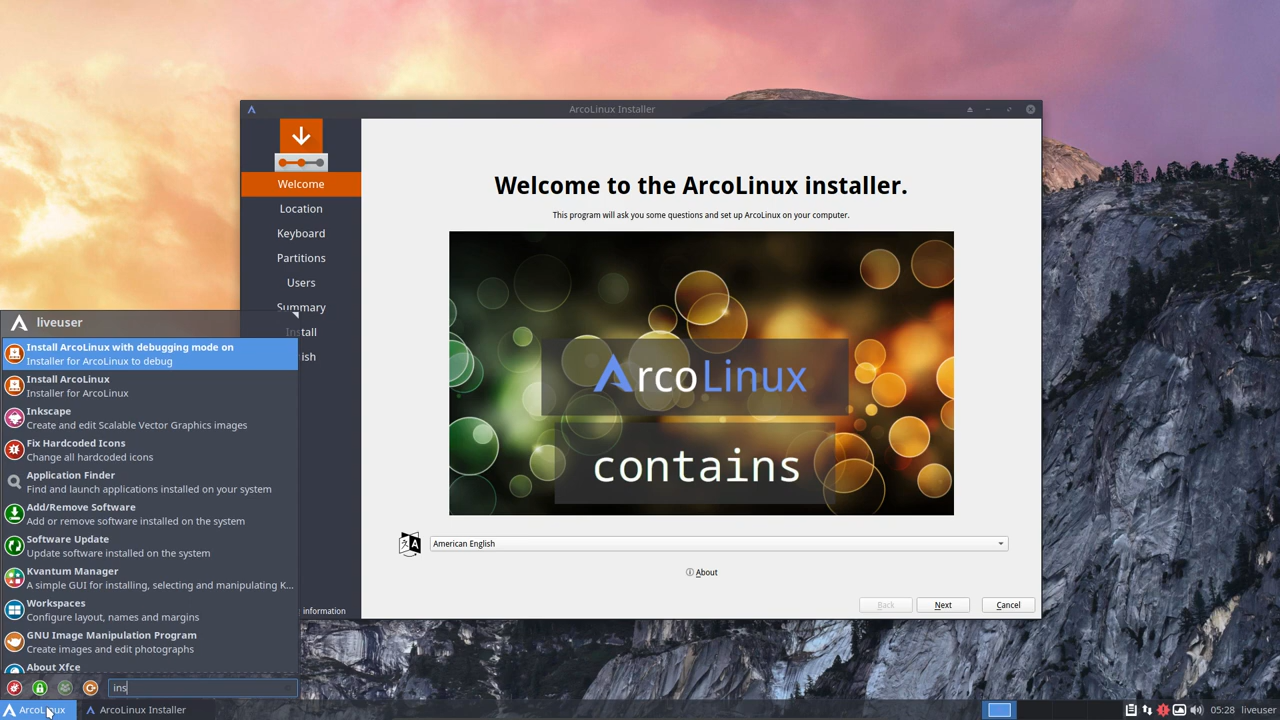 ArcoLinux Installer
Welcome
Location
Keyboard
Partitions
Users
Summary
Install
ish
information
Welcome to the ArcoLinux installer.
This program will ask you some questions and set up ArcoLinux on your computer.
ArcoLinux
contains
American English
About
Back
Next
Cancel
liveuser
Install ArcoLinux with debugging mode on
Installer for ArcoLinux to debug
Install ArcoLinux
Installer for ArcoLinux
Inkscape
Create and edit Scalable Vector Graphics images
Fix Hardcoded Icons
Change all hardcoded icons
Application Finder
Find and launch applications installed on your system
Add/Remove Software
Add or remove software installed on the system
Software Update
Update software installed on the system
Kvantum Manager
A simple GUI for installing, selecting and manipulating K...
Workspaces
Configure layout, names and margins
GNU Image Manipulation Program
Create images and edit photographs
About Xfce
ins
ArcoLinux
ArcoLinux Installer
05:28
liveuser